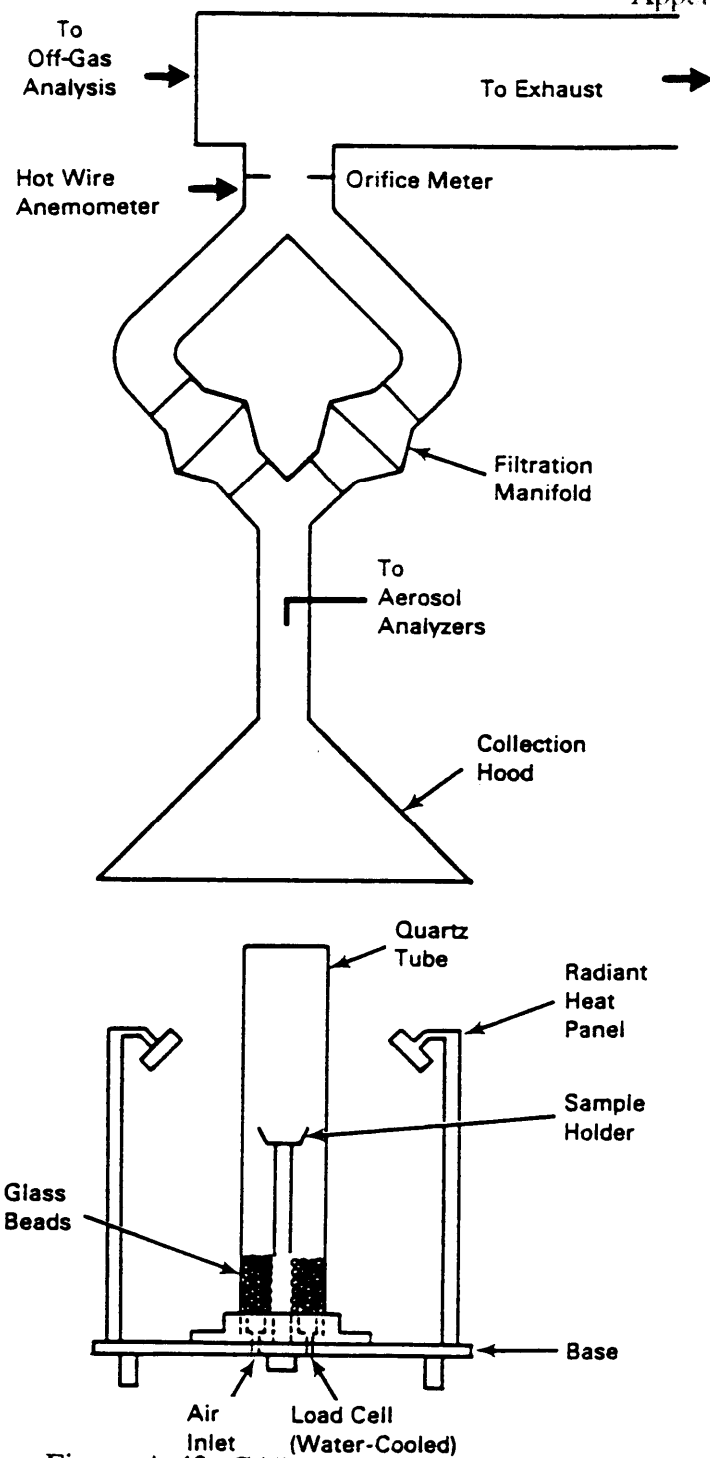 To
Off-Gas
Analysis
To Exhaust
Hot Wire
Anemometer
Orifice Meter
Filtration
Manifold
To
Aerosol
Analyzers
Collection
Hood
Quartz
Tube
Radiant
Heat
Panel
Sample
Holder
Glass
Beads
Base
Air
Inlet
Load Cell
(Water-Cooled)